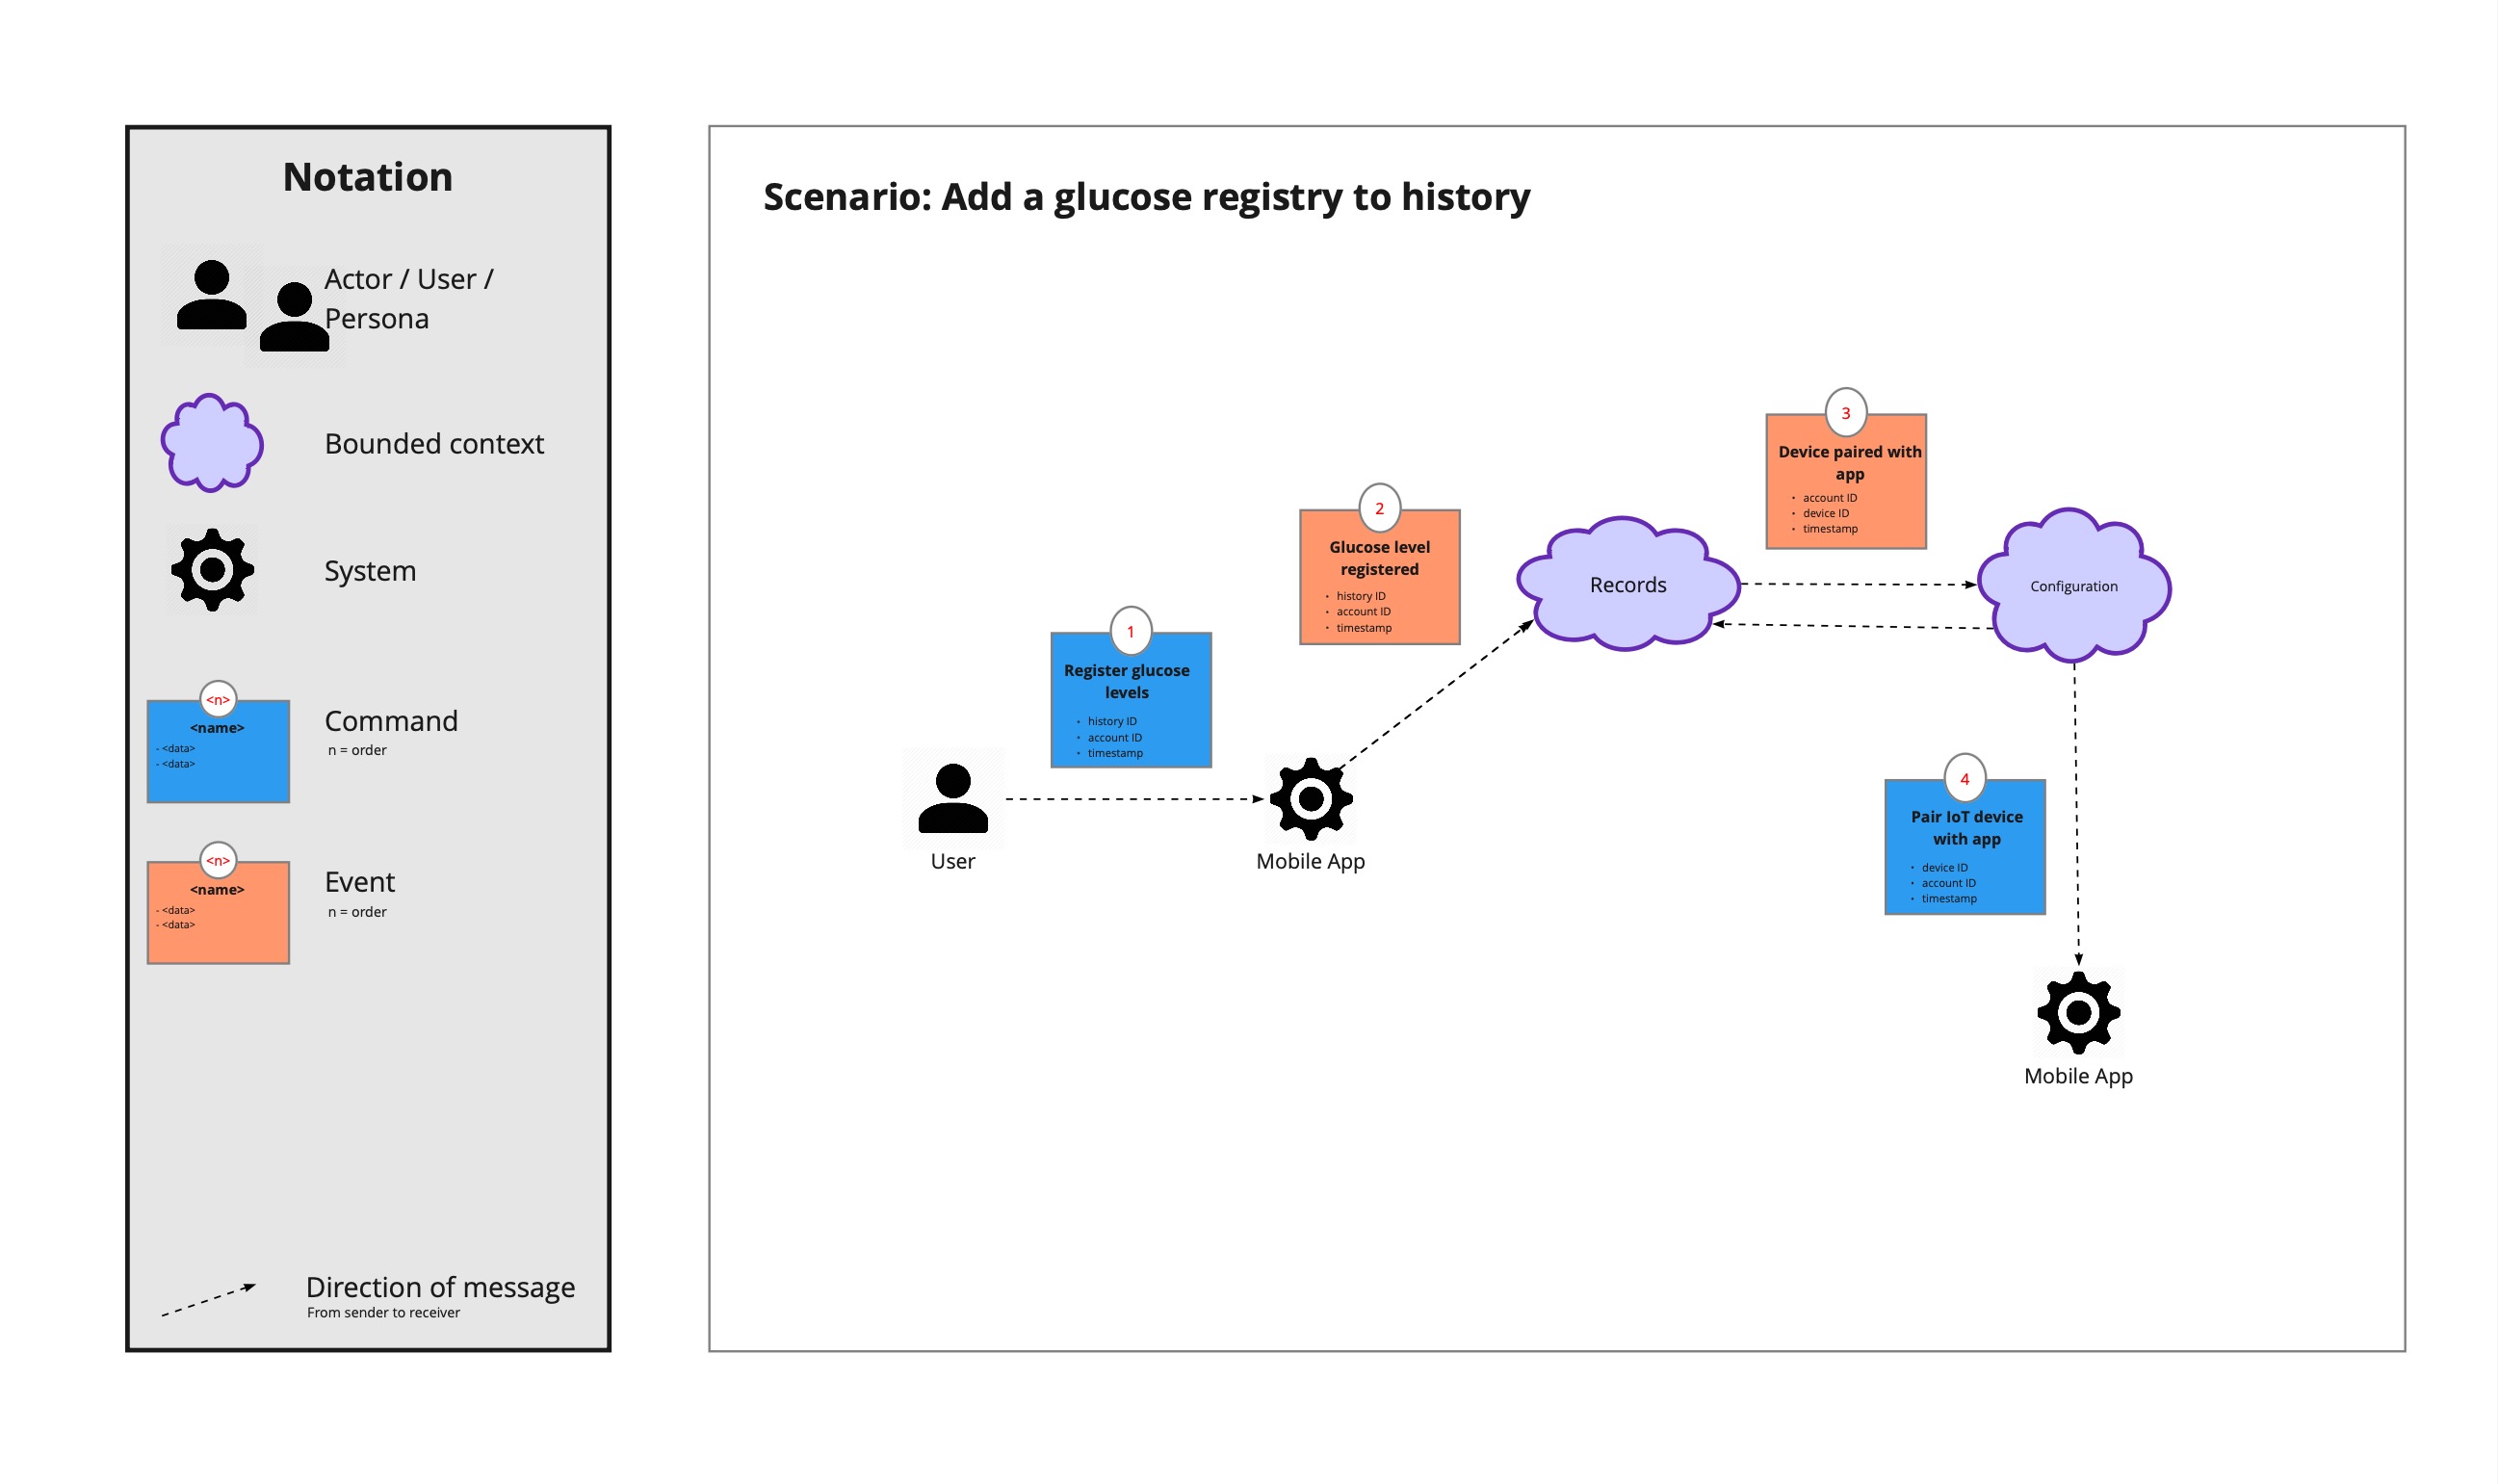 Notation
Actor / User /
Persona
Bounded context
System
<n>
<name>
- <data>
- <data>
Command
n = order
<n>
<name>
- <data>
- <data>
Event
n = order
Direction of message
From sender to receiver
Scenario: Add a glucose registry to history
1
Register glucose
levels
• history ID
• account ID
• timestamp
User
Mobile App
2
Glucose level
registered
• history ID
• account ID
• timestamp
Records
3
Device paired with
app
• account ID
• device ID
• timestamp
Configuration
4
Pair IoT device
with app
• device ID
• account ID
• timestamp
Mobile App